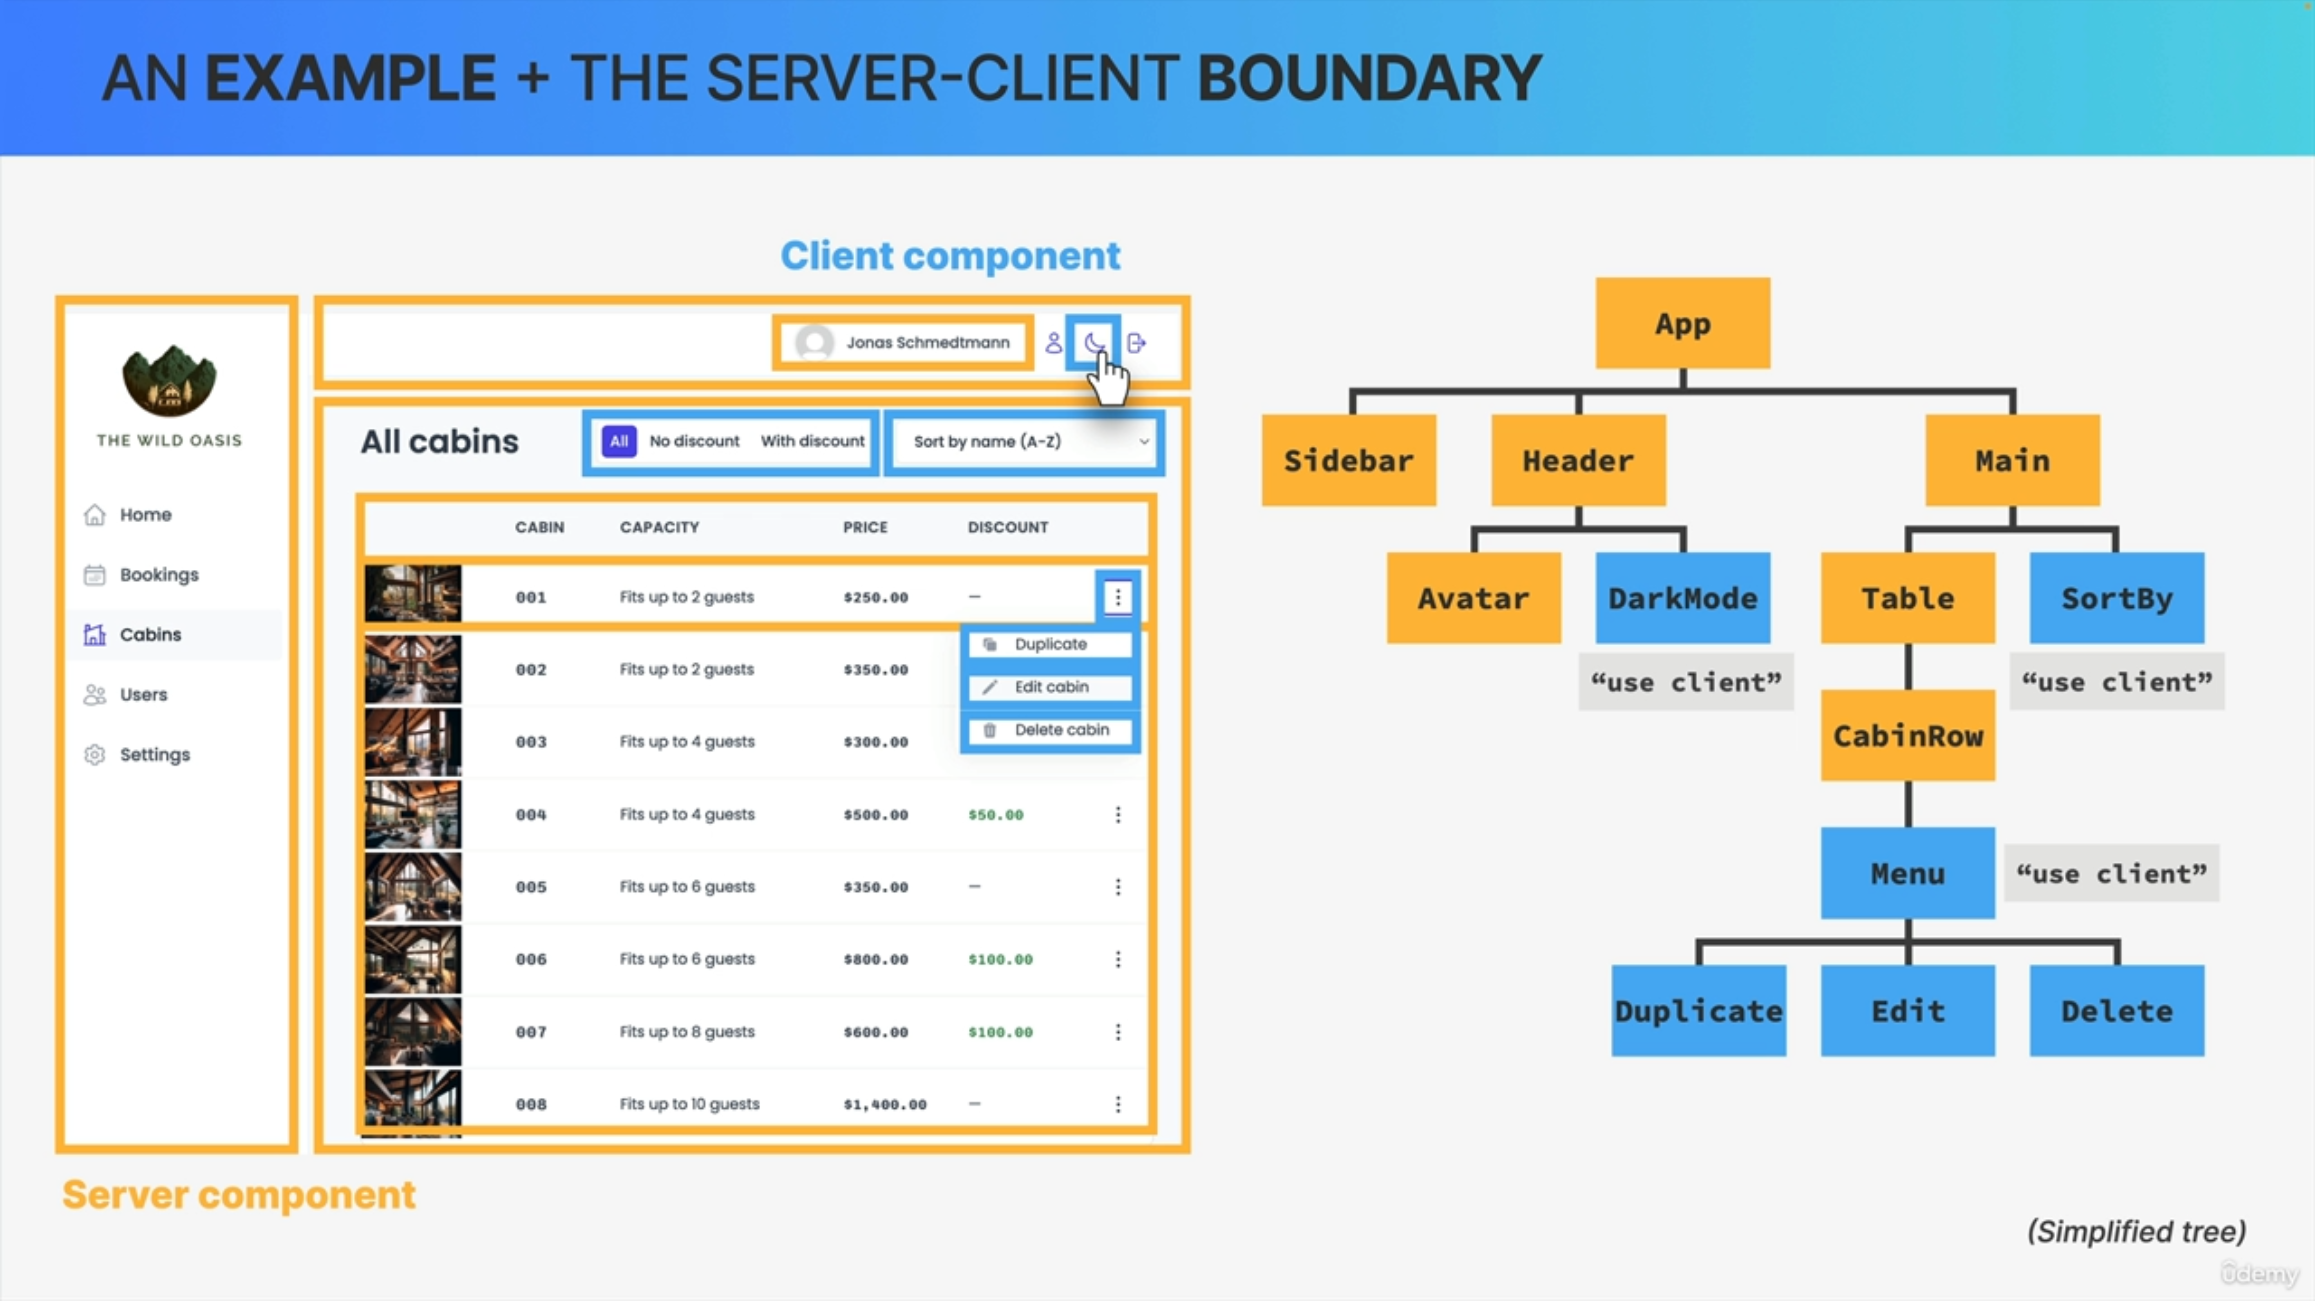 AN EXAMPLE + THE SERVER-CLIENT BOUNDARY
Client component
THE WILD OASIS
Home
Bookings
Cabins
Users
Settings
Jonas Schmedtmann
All cabins
All No discount With discount
Sort by name (A-Z)
CABIN CAPACITY PRICE DISCOUNT
001 Fits up to 2 guests $250.00 —
Duplicate
Edit cabin
Delete cabin
002 Fits up to 2 guests $350.00
003 Fits up to 4 guests $300.00
004 Fits up to 4 guests $500.00 $50.00
005 Fits up to 6 guests $350.00 —
006 Fits up to 6 guests $800.00 $100.00
007 Fits up to 8 guests $600.00 $100.00
008 Fits up to 10 guests $1,400.00 —
Server component
App
Sidebar Header Main
Avatar DarkMode Table SortBy
“use client” “use client”
CabinRow
Menu “use client”
Duplicate Edit Delete
(Simplified tree)
ûdemy